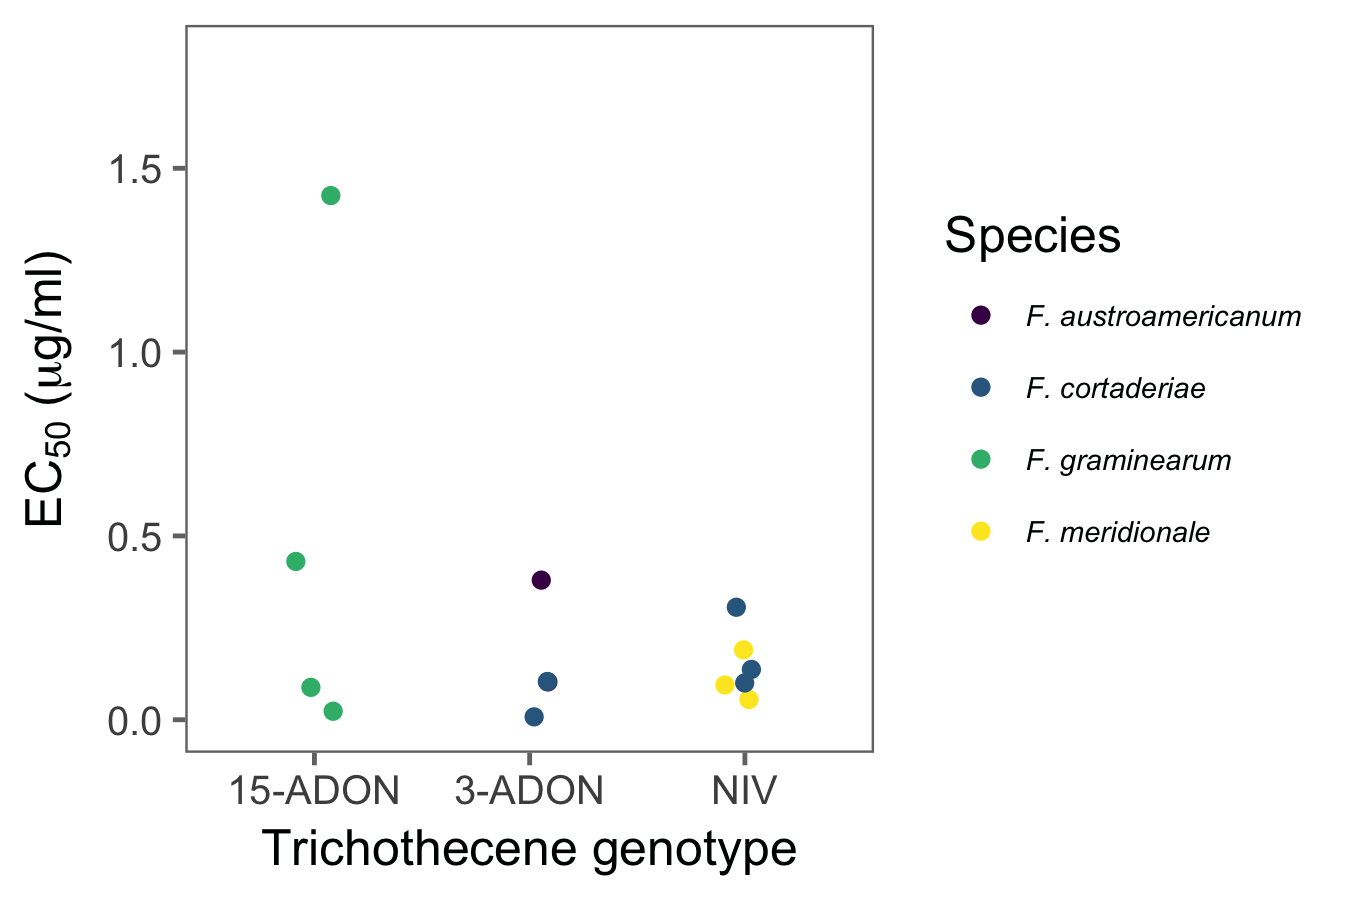 1.5
1.0
0.5
0.0
EC50 (μg/ml)
15-ADON 3-ADON NIV
Trichothecene genotype
Species
F. austroamericanum
F. cortaderiae
F. graminearum
F. meridionale